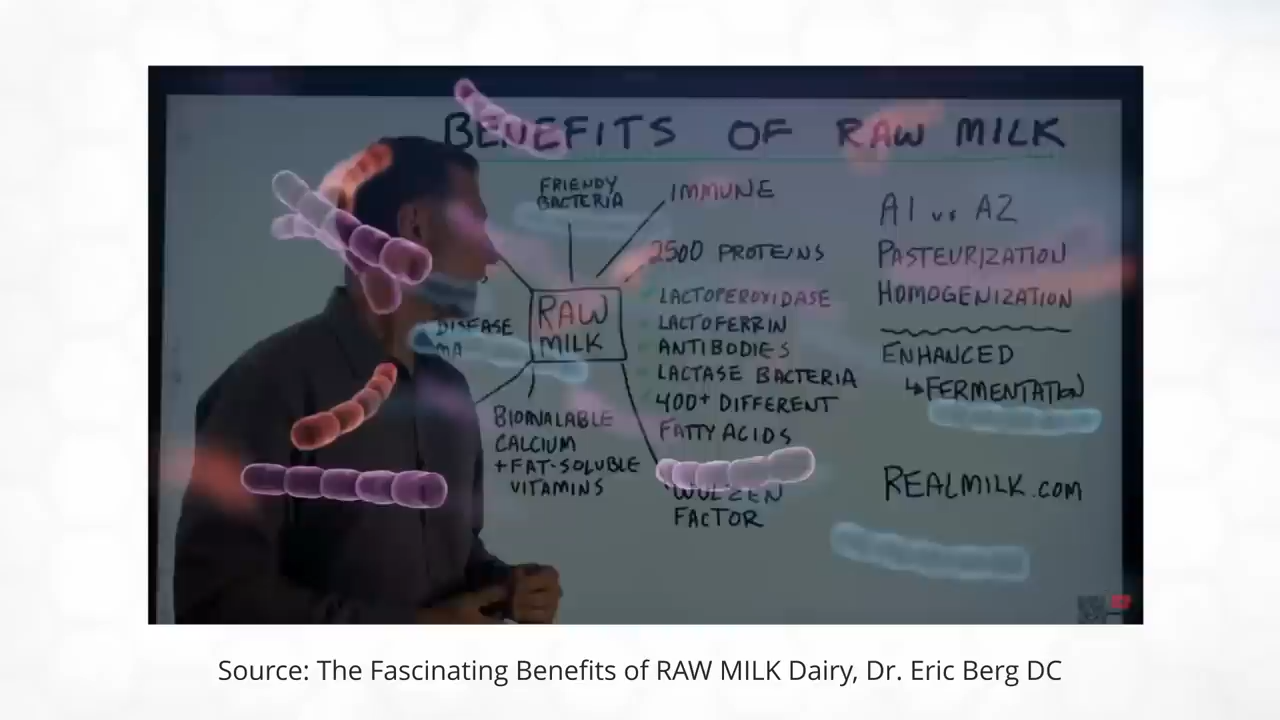 BENEFITS OF RAW MILK
FRIENDY
BACTERIA
IMMUNE
2500 PROTEINS
LACTOPEROXIDASE
LACTOFERRIN
ANTIBODIES
LACTASE BACTERIA
400+ DIFFERENT
FATTY ACIDS
WULZEN
FACTOR
RAW
MILK
DISEASE
BIOAVALABLE
CALCIUM
+ FAT-SOLUBLE
VITAMINS
A1 vs A2
PASTEURIZATION
HOMOGENIZATION
ENHANCED
↳ FERMENTATION
REALMILK.COM
Source: The Fascinating Benefits of RAW MILK Dairy, Dr. Eric Berg DC